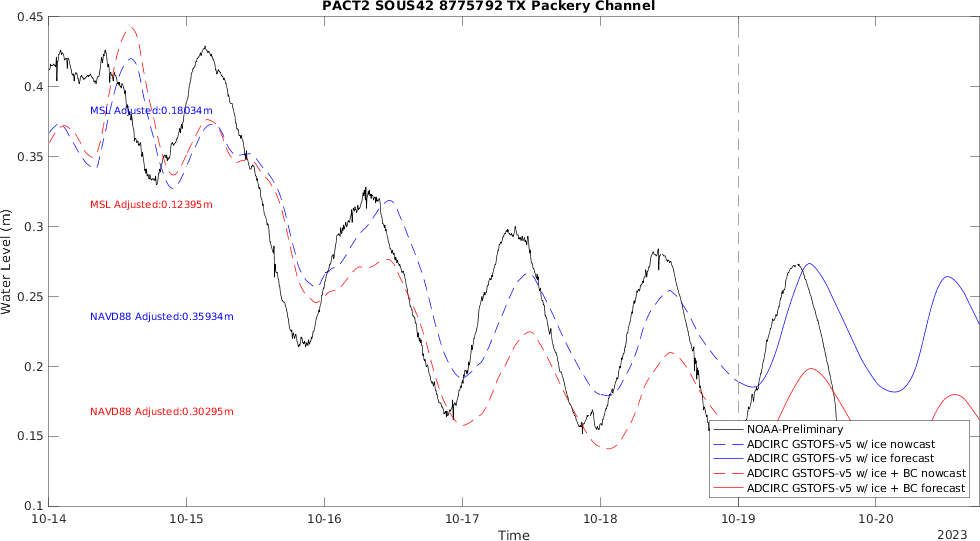 PACT2 SOUS42 8775792 TX Packery Channel
0.45
0.4
0.35
0.3
0.25
0.2
0.15
0.1
Water Level (m)
MSL Adjusted:0.18034m
MSL Adjusted:0.12395m
NAVD88 Adjusted:0.35934m
NAVD88 Adjusted:0.30295m
NOAA-Preliminary
ADCIRC GSTOFS-v5 w/ ice nowcast
ADCIRC GSTOFS-v5 w/ ice forecast
ADCIRC GSTOFS-v5 w/ ice + BC nowcast
ADCIRC GSTOFS-v5 w/ ice + BC forecast
10-14 10-15 10-16 10-17 10-18 10-19 10-20
Time
2023